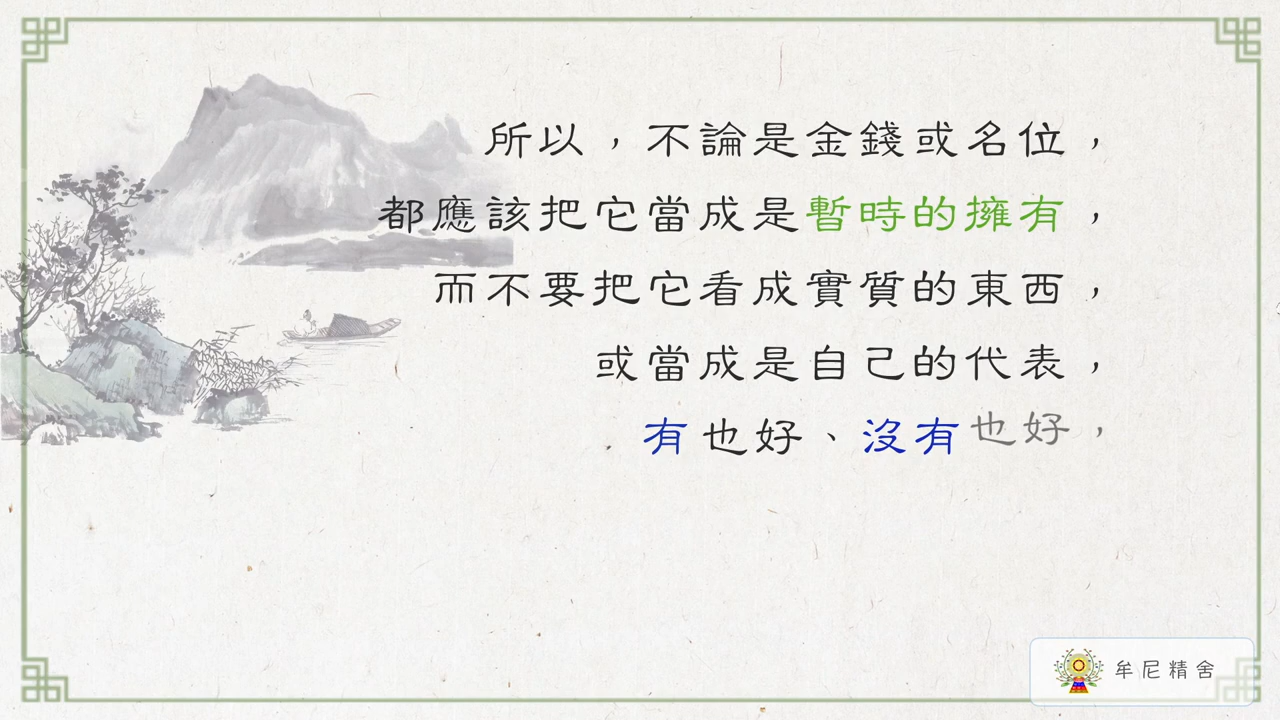 所以，不論是金錢或名位，
都應該把它當成是暫時的擁有，
而不要把它看成實質的東西，
或當成是自己的代表，
有也好、沒有也好，
牟尼精舍